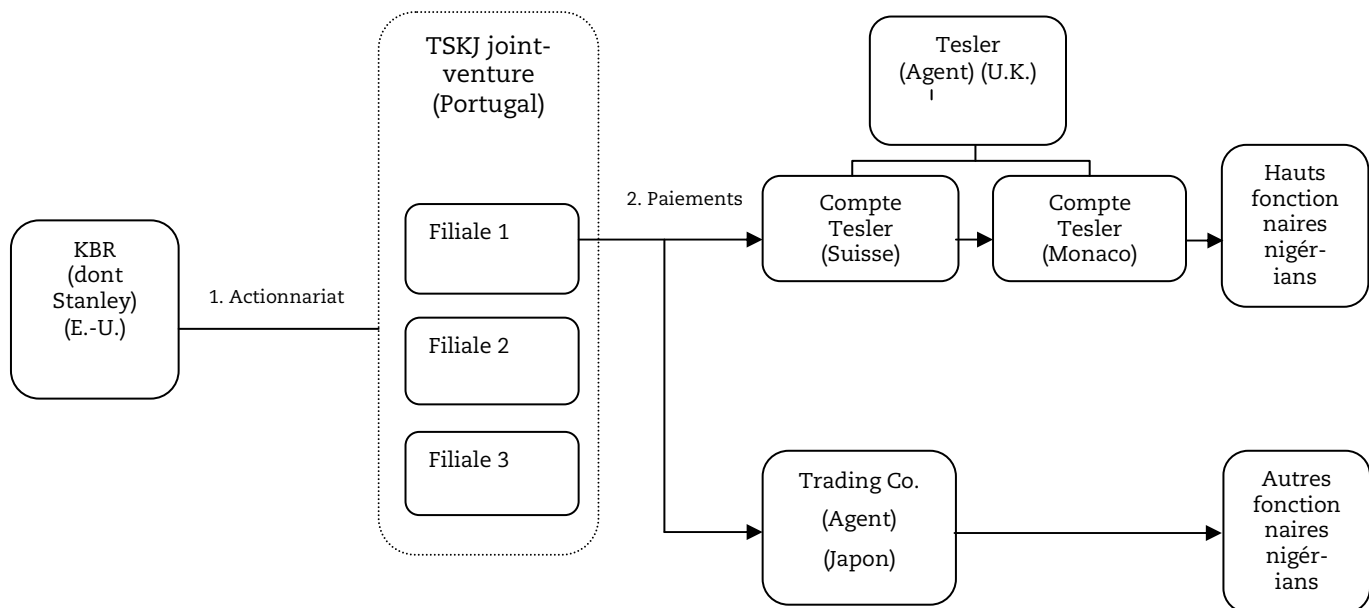 KBR
(dont
Stanley)
(E.-U.)
1. Actionnariat
TSKJ joint-
venture
(Portugal)
Filiale 1
Filiale 2
Filiale 3
2. Paiements
Tesler
(Agent) (U.K.)
Compte
Tesler
(Suisse)
Compte
Tesler
(Monaco)
Hauts
fonction
naires
nigér-
ians
Trading Co.
(Agent)
(Japon)
Autres
fonction
naires
nigér-
ians